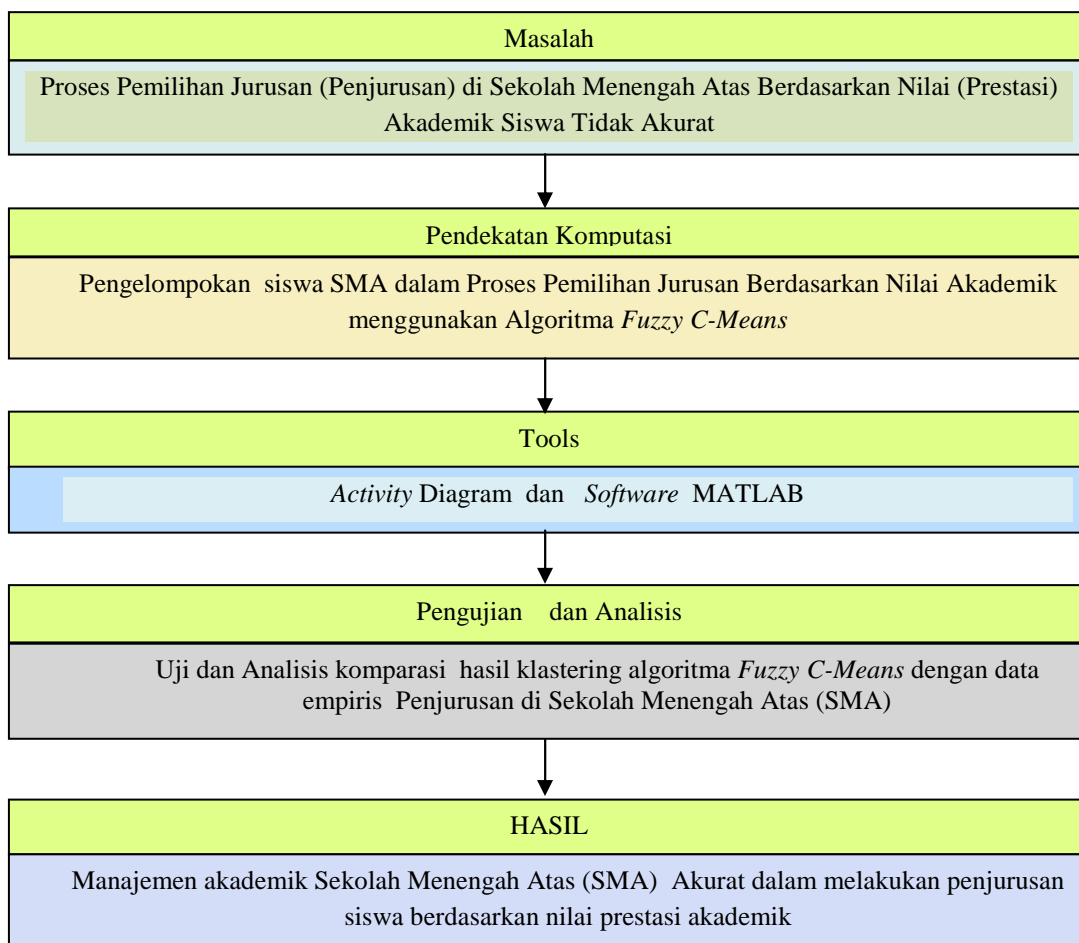 Masalah
Proses Pemilihan Jurusan (Penjurusan) di Sekolah Menengah Atas Berdasarkan Nilai (Prestasi)
Akademik Siswa Tidak Akurat
Pendekatan Komputasi
Pengelompokan siswa SMA dalam Proses Pemilihan Jurusan Berdasarkan Nilai Akademik
menggunakan Algoritma Fuzzy C-Means
Tools
Activity Diagram dan Software MATLAB
Pengujian dan Analisis
Uji dan Analisis komparasi hasil klastering algoritma Fuzzy C-Means dengan data
empiris Penjurusan di Sekolah Menengah Atas (SMA)
HASIL
Manajemen akademik Sekolah Menengah Atas (SMA) Akurat dalam melakukan penjurusan
siswa berdasarkan nilai prestasi akademik